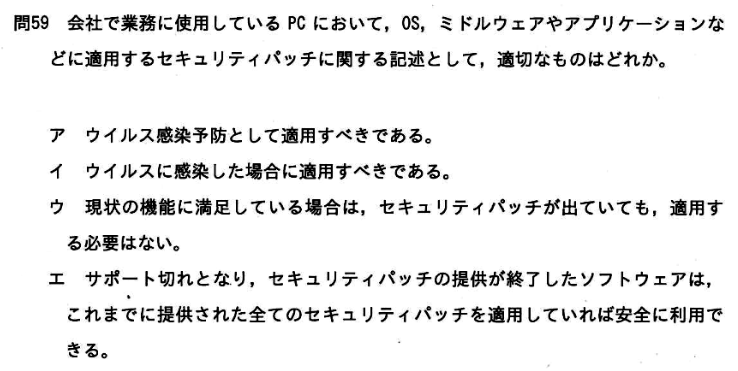 問59 会社で業務に使用している PC において，OS，ミドルウェアやアプリケーションな
どに適用するセキュリティパッチに関する記述として，適切なものはどれか。
ア ウイルス感染予防として適用すべきである。
イ ウイルスに感染した場合に適用すべきである。
ウ 現状の機能に満足している場合は，セキュリティパッチが出ていても，適用す
る必要はない。
エ サポート切れとなり，セキュリティパッチの提供が終了したソフトウェアは，
これまでに提供された全てのセキュリティパッチを適用していれば安全に利用で
きる。